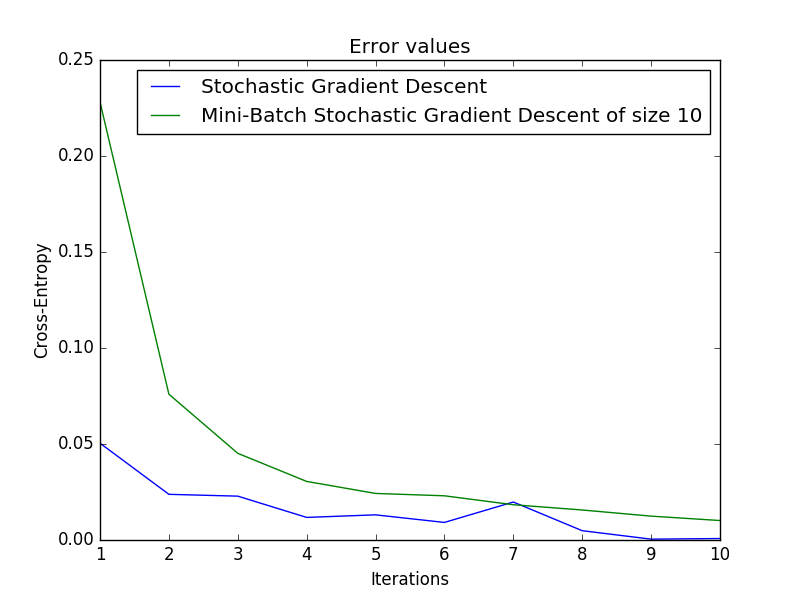 Error values
Stochastic Gradient Descent
Mini-Batch Stochastic Gradient Descent of size 10
0.25
0.20
0.15
0.10
0.05
0.00
Cross-Entropy
1 2 3 4 5 6 7 8 9 10
Iterations